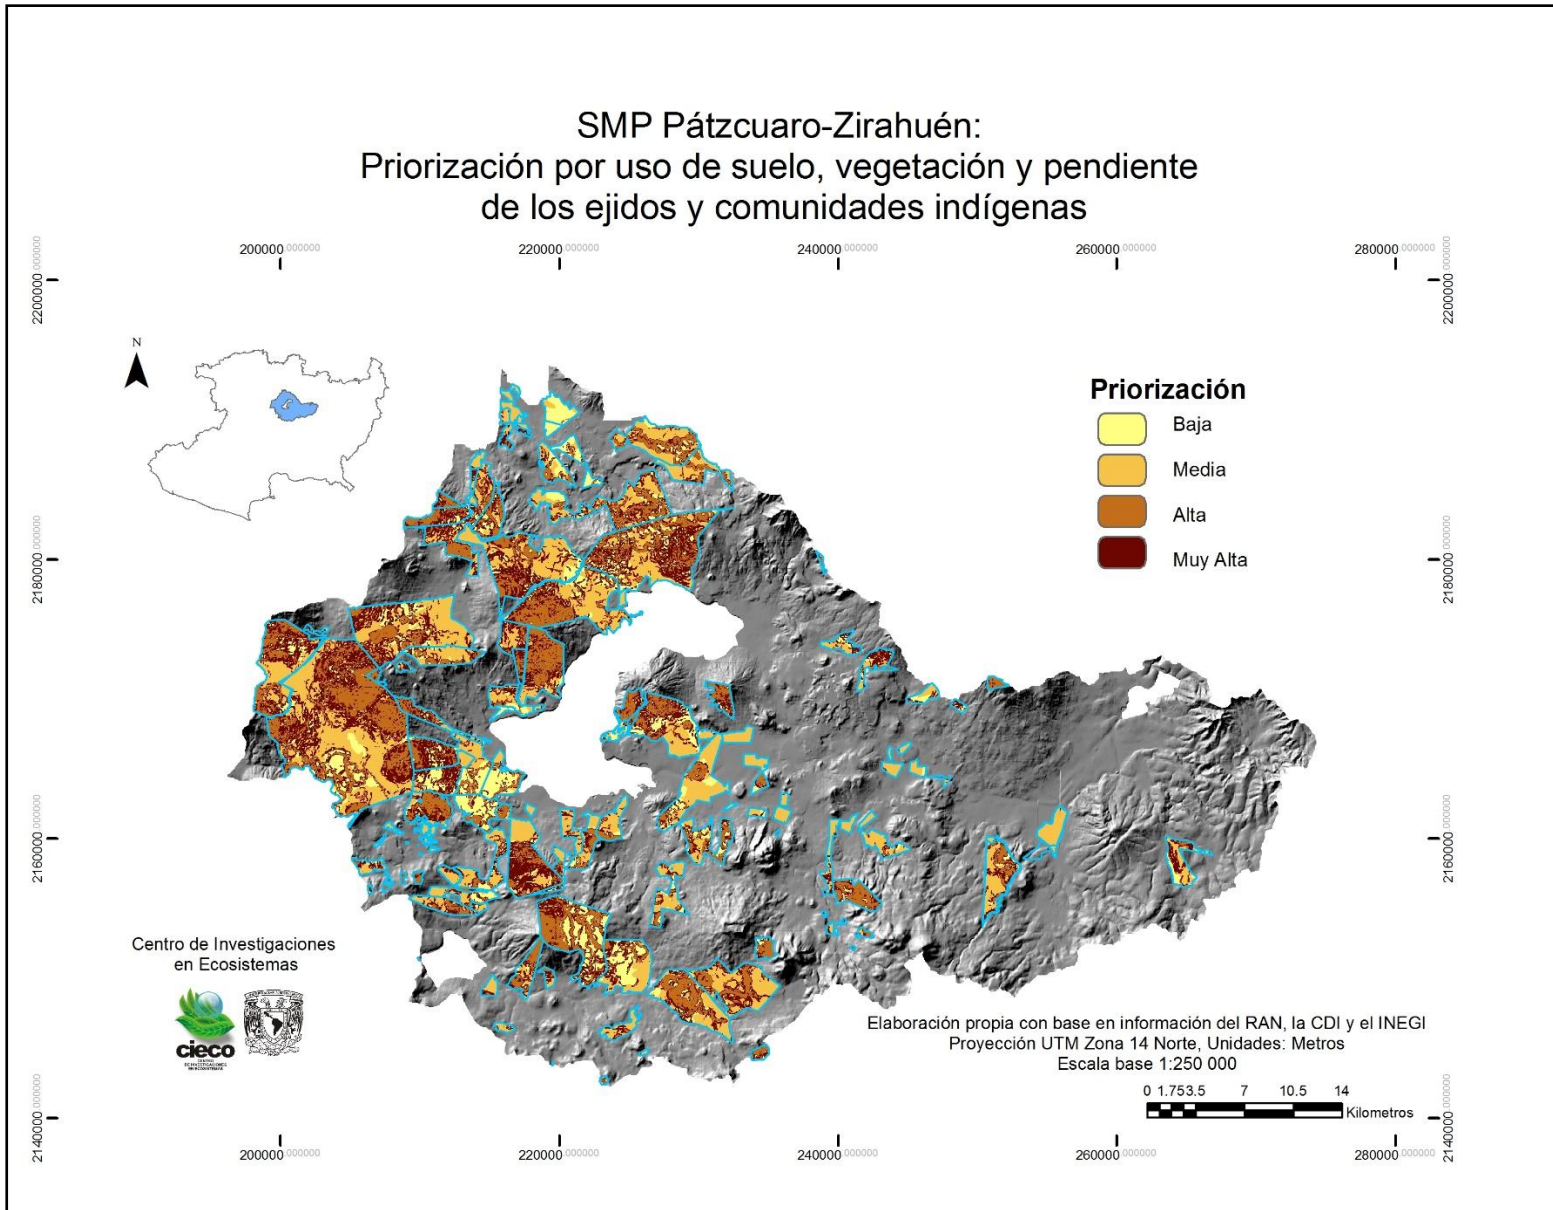 SMP Pátzcuaro-Zirahuén:
Priorización por uso de suelo, vegetación y pendiente
de los ejidos y comunidades indígenas
200000.000000 220000.000000 240000.000000 260000.000000 280000.000000
2200000.000000 2200000.000000
N
Priorización
Baja
Media
Alta
Muy Alta
2180000.000000 2180000.000000
2160000.000000 2160000.000000
Centro de Investigaciones
en Ecosistemas
cieco
CENTRO
DE INVESTIGACIONES
EN ECOSISTEMAS
Elaboración propia con base en información del RAN, la CDI y el INEGI
Proyección UTM Zona 14 Norte, Unidades: Metros
Escala base 1:250 000
0 1.75 3.5 7 10.5 14
Kilometros
2140000.000000 2140000.000000
200000.000000 220000.000000 240000.000000 260000.000000 280000.000000